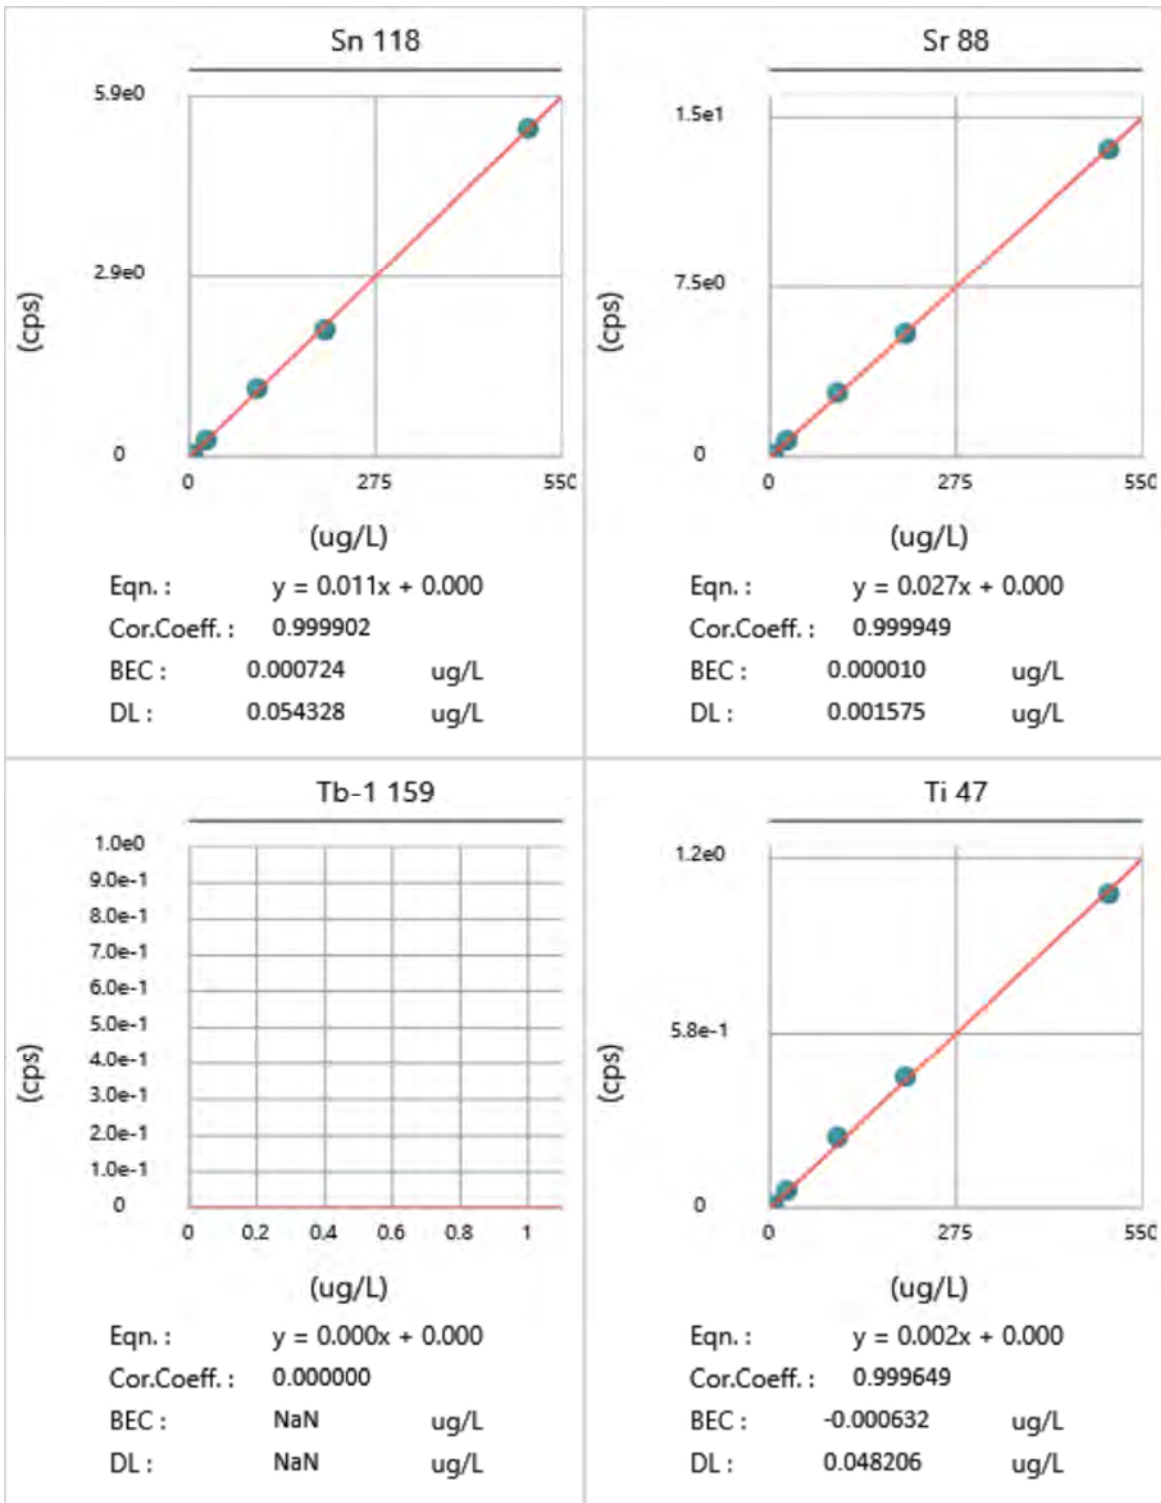 Sn 118
5.9e0
2.9e0
0
0 275 550
(cps)
(ug/L)
Eqn. : y = 0.011x + 0.000
Cor.Coeff. : 0.999902
BEC : 0.000724 ug/L
DL : 0.054328 ug/L
Sr 88
1.5e1
7.5e0
0
0 275 550
(cps)
(ug/L)
Eqn. : y = 0.027x + 0.000
Cor.Coeff. : 0.999949
BEC : 0.000010 ug/L
DL : 0.001575 ug/L
Tb-1 159
1.0e0
9.0e-1
8.0e-1
7.0e-1
6.0e-1
5.0e-1
4.0e-1
3.0e-1
2.0e-1
1.0e-1
0
0 0.2 0.4 0.6 0.8 1
(cps)
(ug/L)
Eqn. : y = 0.000x + 0.000
Cor.Coeff. : 0.000000
BEC : NaN ug/L
DL : NaN ug/L
Ti 47
1.2e0
5.8e-1
0
0 275 550
(cps)
(ug/L)
Eqn. : y = 0.002x + 0.000
Cor.Coeff. : 0.999649
BEC : -0.000632 ug/L
DL : 0.048206 ug/L